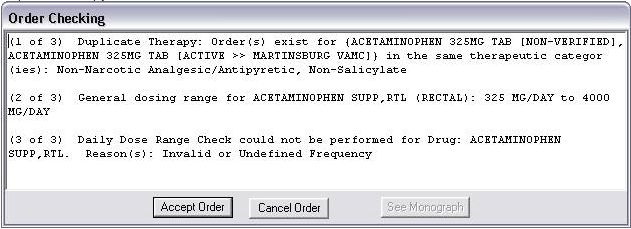 Order Checking
(1 of 3)  Duplicate Therapy: Order(s) exist for {ACETAMINOPHEN 325MG TAB [NON-VERIFIED],
ACETAMINOPHEN 325MG TAB [ACTIVE >> MARTINSBURG VAMC]} in the same therapeutic categor
(ies): Non-Narcotic Analgesic/Antipyretic, Non-Salicylate
(2 of 3)  General dosing range for ACETAMINOPHEN SUPP,RTL (RECTAL): 325 MG/DAY to 4000
MG/DAY
(3 of 3)  Daily Dose Range Check could not be performed for Drug: ACETAMINOPHEN
SUPP,RTL.  Reason(s): Invalid or Undefined Frequency
Accept Order Cancel Order See Monograph